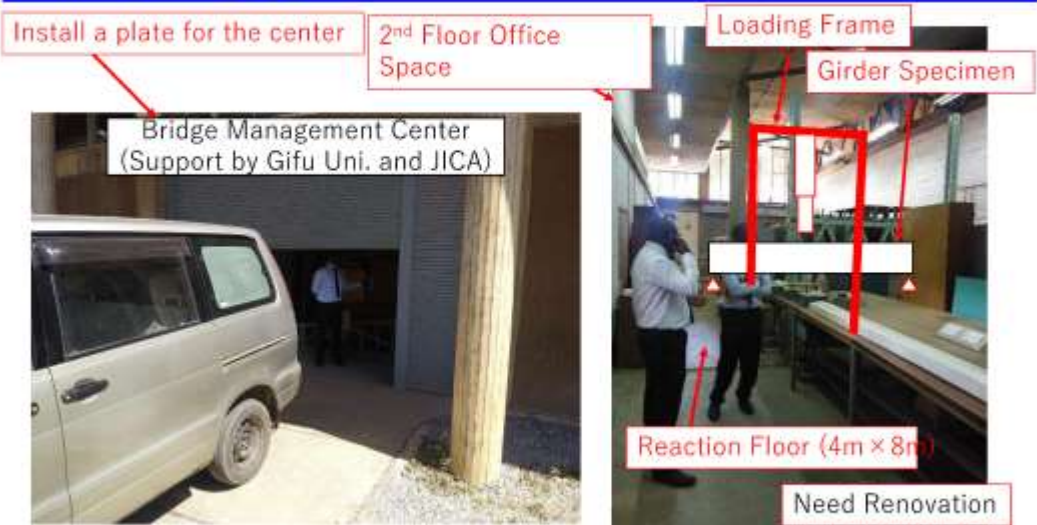 Install a plate for the center
2nd Floor Office
Space
Loading Frame
Girder Specimen
Bridge Management Center
(Support by Gifu Uni. and JICA)
Reaction Floor (4m×8m)
Need Renovation